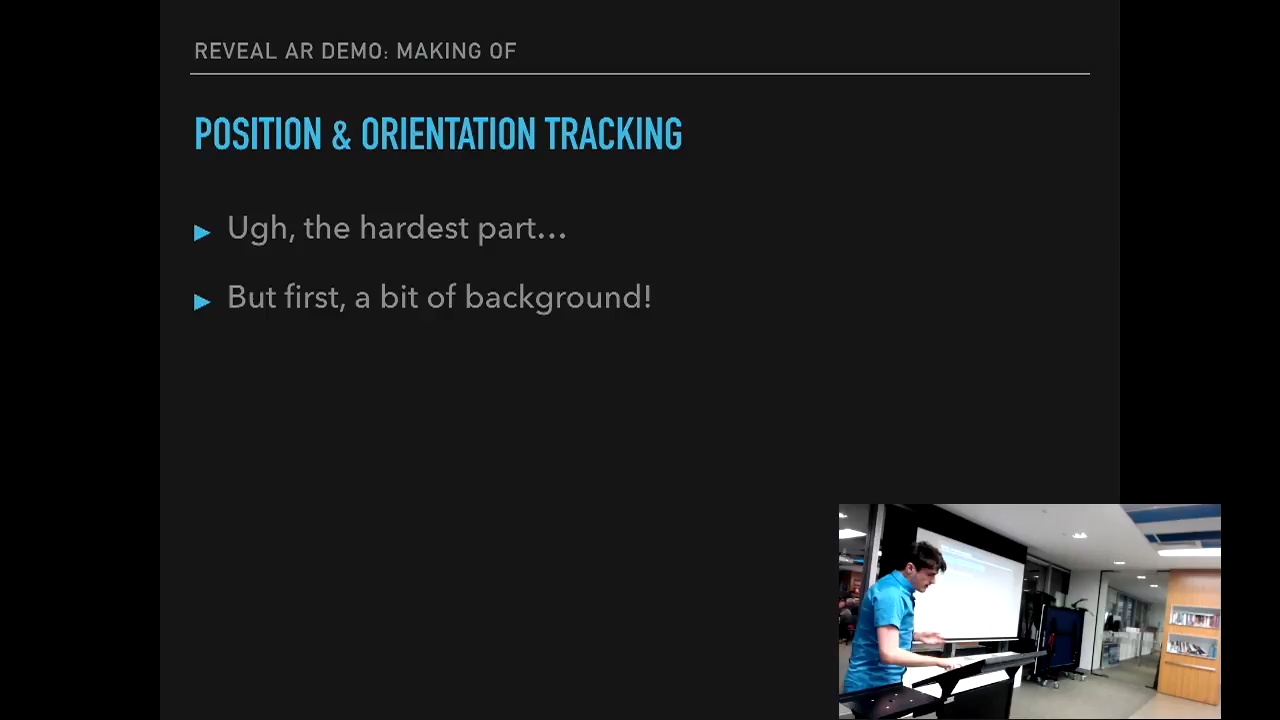 REVEAL AR DEMO: MAKING OF
POSITION & ORIENTATION TRACKING
▶ Ugh, the hardest part…
▶ But first, a bit of background!